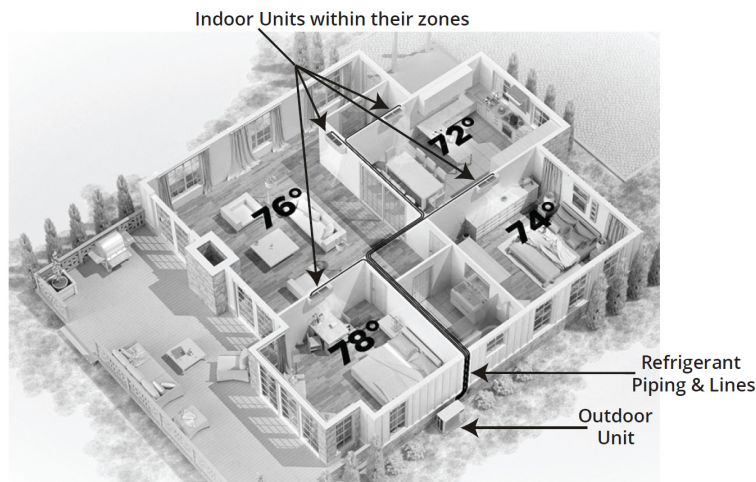 Indoor Units within their zones
72°
76°
74°
78°
Refrigerant
Piping & Lines
Outdoor
Unit